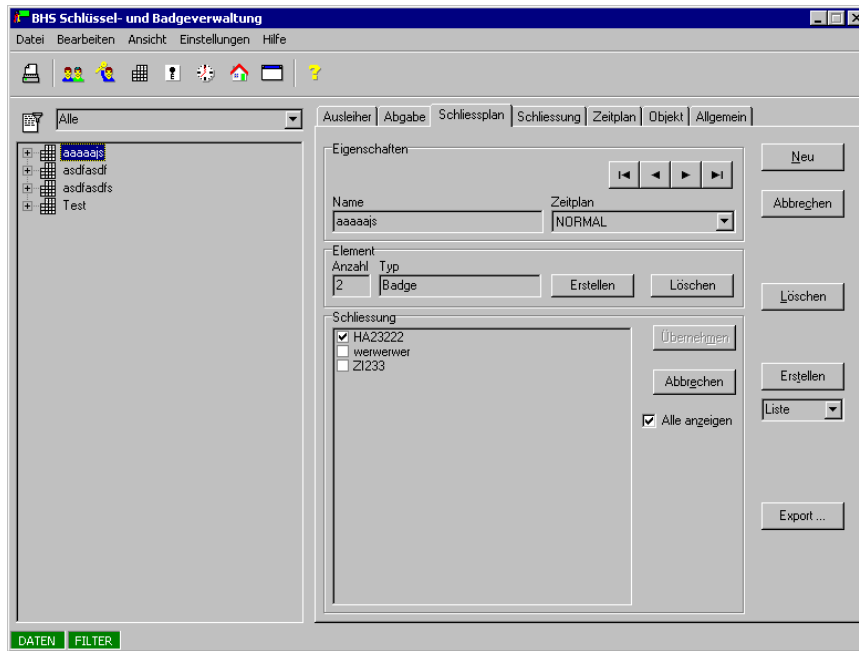 BHS Schlüssel- und Badgeverwaltung
Datei Bearbeiten Ansicht Einstellungen Hilfe
Alle
aaaaajs
asdfasdf
asdfasdfs
Test
Ausleiher Abgabe Schliessplan Schliessung Zeitplan Objekt Allgemein
Eigenschaften
Name Zeitplan
aaaaajs NORMAL
Element
Anzahl Typ
2 Badge Erstellen Löschen
Schliessung
HA23222
werwerwer
ZI233
Übernehmen
Abbrechen
Alle anzeigen
Neu
Abbrechen
Löschen
Erstellen
Liste
Export ...
DATEN FILTER